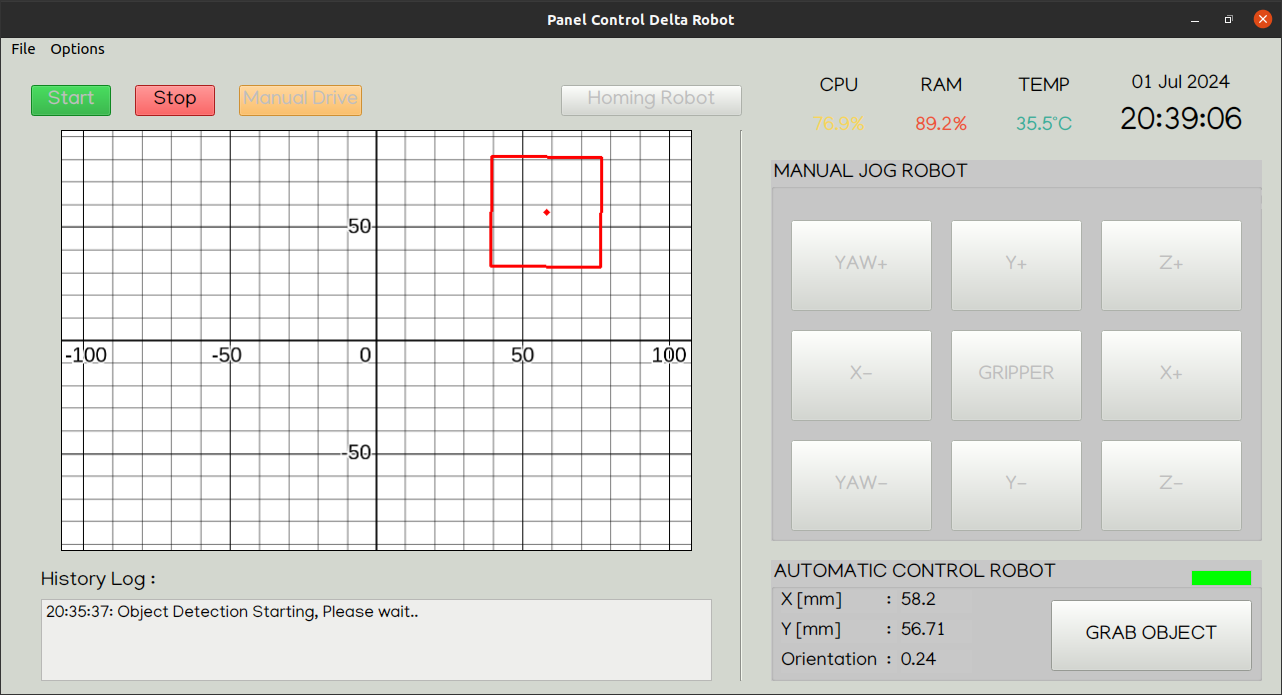 Panel Control Delta Robot
File Options
Start Stop Manual Drive Homing Robot
CPU RAM TEMP 01 Jul 2024
76.9% 89.2% 35.5°C 20:39:06
50
-100 -50 0 50 100
-50
History Log :
20:35:37: Object Detection Starting, Please wait..
MANUAL JOG ROBOT
YAW+ Y+ Z+
X- GRIPPER X+
YAW- Y- Z-
AUTOMATIC CONTROL ROBOT
X [mm] : 58.2
Y [mm] : 56.71
Orientation : 0.24
GRAB OBJECT